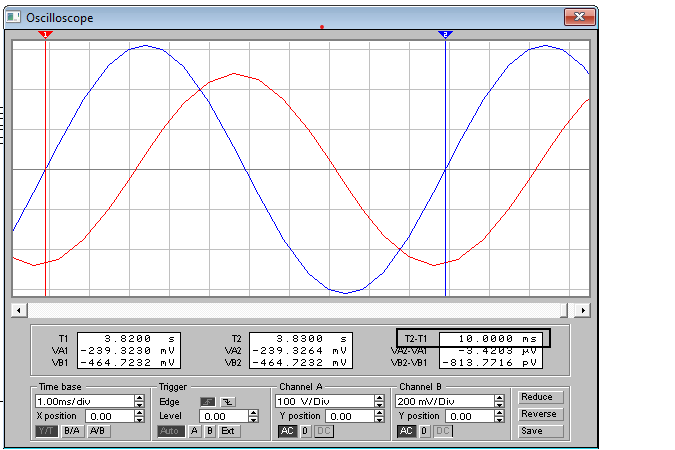 Oscilloscope
1 2
T1 3.8200 s T2 3.8300 s T2-T1 10.0000 ms
VA1 -239.3230 mV VA2 -239.3264 mV VA2-VA1 -3.4203 µV
VB1 -464.7232 mV VB2 -464.7232 mV VB2-VB1 -813.7716 pV
Time base Trigger Channel A Channel B
1.00ms/div Edge 100 V/Div 200 mV/Div Reduce
X position 0.00 Level 0.00 Y position 0.00 Y position 0.00 Reverse
Y/T B/A A/B Auto A B Ext AC 0 DC AC 0 DC Save